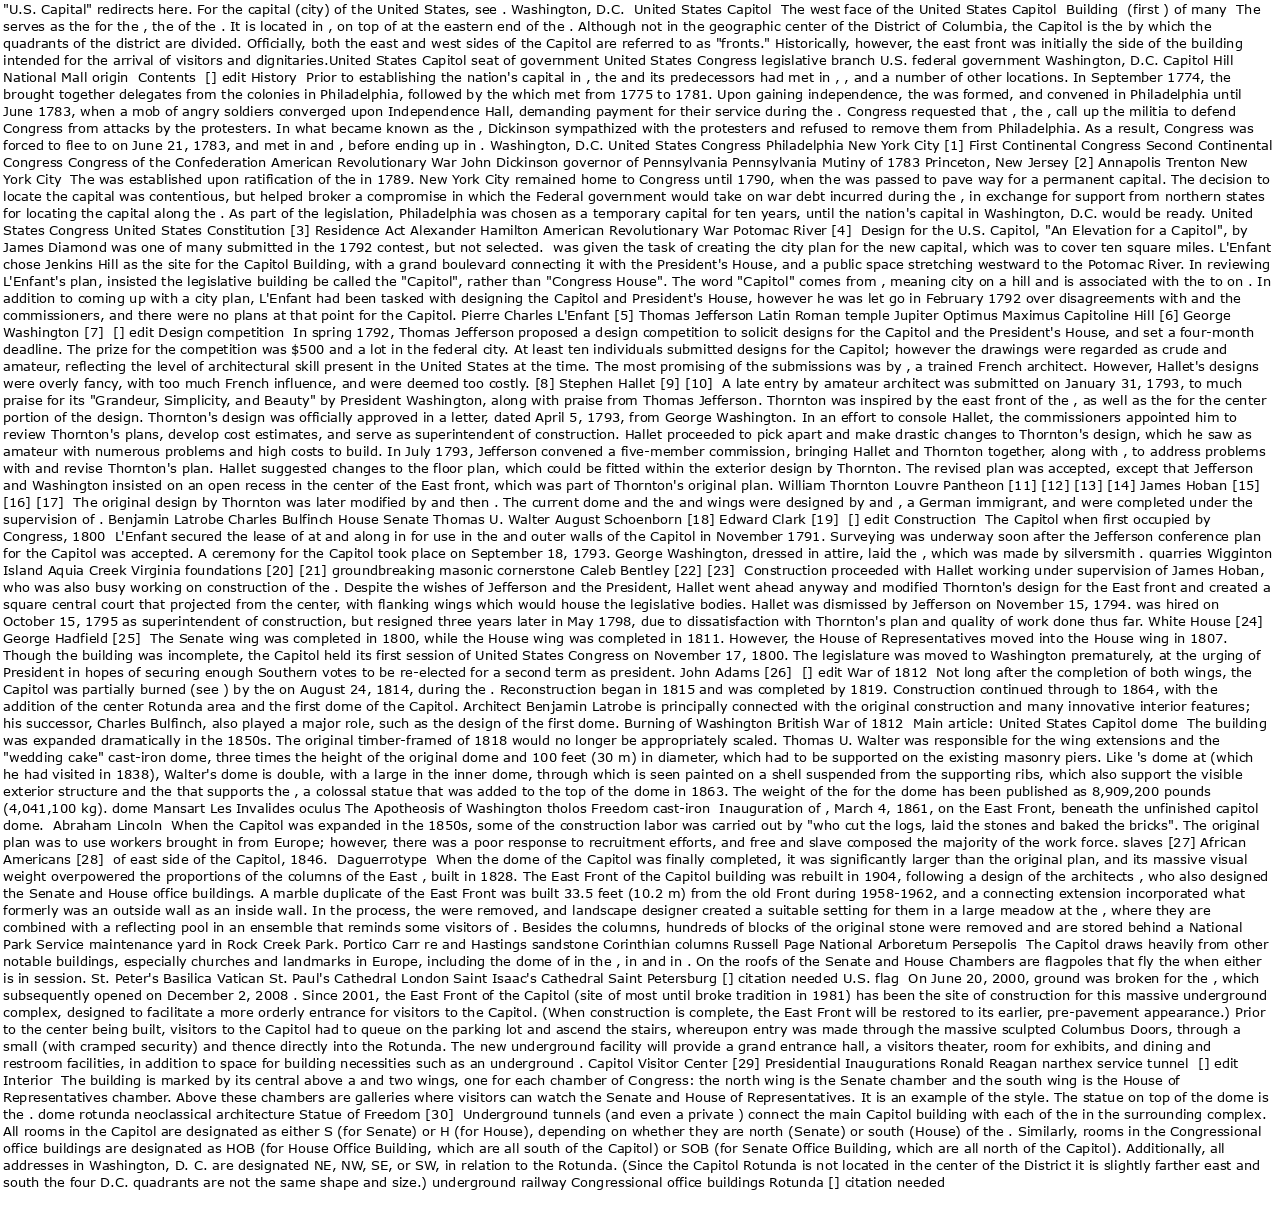 "U.S. Capital" redirects here. For the capital (city) of the United States, see . Washington, D.C.  United States Capitol  The west face of the United States Capitol  Building  (first ) of many  The
serves as the for the , the of the . It is located in , on top of at the eastern end of the . Although not in the geographic center of the District of Columbia, the Capitol is the by which the
quadrants of the district are divided. Officially, both the east and west sides of the Capitol are referred to as "fronts." Historically, however, the east front was initially the side of the building
intended for the arrival of visitors and dignitaries.United States Capitol seat of government United States Congress legislative branch U.S. federal government Washington, D.C. Capitol Hill
National Mall origin  Contents  [] edit History  Prior to establishing the nation's capital in , the and its predecessors had met in , , and a number of other locations. In September 1774, the
brought together delegates from the colonies in Philadelphia, followed by the which met from 1775 to 1781. Upon gaining independence, the was formed, and convened in Philadelphia until
June 1783, when a mob of angry soldiers converged upon Independence Hall, demanding payment for their service during the . Congress requested that , the , call up the militia to defend
Congress from attacks by the protesters. In what became known as the , Dickinson sympathized with the protesters and refused to remove them from Philadelphia. As a result, Congress was
forced to flee to on June 21, 1783, and met in and , before ending up in . Washington, D.C. United States Congress Philadelphia New York City [1] First Continental Congress Second Continental
Congress Congress of the Confederation American Revolutionary War John Dickinson governor of Pennsylvania Pennsylvania Mutiny of 1783 Princeton, New Jersey [2] Annapolis Trenton New
York City  The was established upon ratification of the in 1789. New York City remained home to Congress until 1790, when the was passed to pave way for a permanent capital. The decision to
locate the capital was contentious, but helped broker a compromise in which the Federal government would take on war debt incurred during the , in exchange for support from northern states
for locating the capital along the . As part of the legislation, Philadelphia was chosen as a temporary capital for ten years, until the nation's capital in Washington, D.C. would be ready. United
States Congress United States Constitution [3] Residence Act Alexander Hamilton American Revolutionary War Potomac River [4]  Design for the U.S. Capitol, "An Elevation for a Capitol", by
James Diamond was one of many submitted in the 1792 contest, but not selected.  was given the task of creating the city plan for the new capital, which was to cover ten square miles. L'Enfant
chose Jenkins Hill as the site for the Capitol Building, with a grand boulevard connecting it with the President's House, and a public space stretching westward to the Potomac River. In reviewing
L'Enfant's plan, insisted the legislative building be called the "Capitol", rather than "Congress House". The word "Capitol" comes from , meaning city on a hill and is associated with the to on . In
addition to coming up with a city plan, L'Enfant had been tasked with designing the Capitol and President's House, however he was let go in February 1792 over disagreements with and the
commissioners, and there were no plans at that point for the Capitol. Pierre Charles L'Enfant [5] Thomas Jefferson Latin Roman temple Jupiter Optimus Maximus Capitoline Hill [6] George
Washington [7]  [] edit Design competition  In spring 1792, Thomas Jefferson proposed a design competition to solicit designs for the Capitol and the President's House, and set a four-month
deadline. The prize for the competition was $500 and a lot in the federal city. At least ten individuals submitted designs for the Capitol; however the drawings were regarded as crude and
amateur, reflecting the level of architectural skill present in the United States at the time. The most promising of the submissions was by , a trained French architect. However, Hallet's designs
were overly fancy, with too much French influence, and were deemed too costly. [8] Stephen Hallet [9] [10]  A late entry by amateur architect was submitted on January 31, 1793, to much
praise for its "Grandeur, Simplicity, and Beauty" by President Washington, along with praise from Thomas Jefferson. Thornton was inspired by the east front of the , as well as the for the center
portion of the design. Thornton's design was officially approved in a letter, dated April 5, 1793, from George Washington. In an effort to console Hallet, the commissioners appointed him to
review Thornton's plans, develop cost estimates, and serve as superintendent of construction. Hallet proceeded to pick apart and make drastic changes to Thornton's design, which he saw as
amateur with numerous problems and high costs to build. In July 1793, Jefferson convened a five-member commission, bringing Hallet and Thornton together, along with , to address problems
with and revise Thornton's plan. Hallet suggested changes to the floor plan, which could be fitted within the exterior design by Thornton. The revised plan was accepted, except that Jefferson
and Washington insisted on an open recess in the center of the East front, which was part of Thornton's original plan. William Thornton Louvre Pantheon [11] [12] [13] [14] James Hoban [15]
[16] [17]  The original design by Thornton was later modified by and then . The current dome and the and wings were designed by and , a German immigrant, and were completed under the
supervision of . Benjamin Latrobe Charles Bulfinch House Senate Thomas U. Walter August Schoenborn [18] Edward Clark [19]  [] edit Construction  The Capitol when first occupied by
Congress, 1800  L'Enfant secured the lease of at and along in for use in the and outer walls of the Capitol in November 1791. Surveying was underway soon after the Jefferson conference plan
for the Capitol was accepted. A ceremony for the Capitol took place on September 18, 1793. George Washington, dressed in attire, laid the , which was made by silversmith . quarries Wigginton
Island Aquia Creek Virginia foundations [20] [21] groundbreaking masonic cornerstone Caleb Bentley [22] [23]  Construction proceeded with Hallet working under supervision of James Hoban,
who was also busy working on construction of the . Despite the wishes of Jefferson and the President, Hallet went ahead anyway and modified Thornton's design for the East front and created a
square central court that projected from the center, with flanking wings which would house the legislative bodies. Hallet was dismissed by Jefferson on November 15, 1794. was hired on
October 15, 1795 as superintendent of construction, but resigned three years later in May 1798, due to dissatisfaction with Thornton's plan and quality of work done thus far. White House [24]
George Hadfield [25]  The Senate wing was completed in 1800, while the House wing was completed in 1811. However, the House of Representatives moved into the House wing in 1807.
Though the building was incomplete, the Capitol held its first session of United States Congress on November 17, 1800. The legislature was moved to Washington prematurely, at the urging of
President in hopes of securing enough Southern votes to be re-elected for a second term as president. John Adams [26]  [] edit War of 1812  Not long after the completion of both wings, the
Capitol was partially burned (see ) by the on August 24, 1814, during the . Reconstruction began in 1815 and was completed by 1819. Construction continued through to 1864, with the
addition of the center Rotunda area and the first dome of the Capitol. Architect Benjamin Latrobe is principally connected with the original construction and many innovative interior features;
his successor, Charles Bulfinch, also played a major role, such as the design of the first dome. Burning of Washington British War of 1812  Main article: United States Capitol dome  The building
was expanded dramatically in the 1850s. The original timber-framed of 1818 would no longer be appropriately scaled. Thomas U. Walter was responsible for the wing extensions and the
"wedding cake" cast-iron dome, three times the height of the original dome and 100 feet (30 m) in diameter, which had to be supported on the existing masonry piers. Like 's dome at (which
he had visited in 1838), Walter's dome is double, with a large in the inner dome, through which is seen painted on a shell suspended from the supporting ribs, which also support the visible
exterior structure and the that supports the , a colossal statue that was added to the top of the dome in 1863. The weight of the for the dome has been published as 8,909,200 pounds
(4,041,100 kg). dome Mansart Les Invalides oculus The Apotheosis of Washington tholos Freedom cast-iron  Inauguration of , March 4, 1861, on the East Front, beneath the unfinished capitol
dome.  Abraham Lincoln  When the Capitol was expanded in the 1850s, some of the construction labor was carried out by "who cut the logs, laid the stones and baked the bricks". The original
plan was to use workers brought in from Europe; however, there was a poor response to recruitment efforts, and free and slave composed the majority of the work force. slaves [27] African
Americans [28]  of east side of the Capitol, 1846.  Daguerrotype  When the dome of the Capitol was finally completed, it was significantly larger than the original plan, and its massive visual
weight overpowered the proportions of the columns of the East , built in 1828. The East Front of the Capitol building was rebuilt in 1904, following a design of the architects , who also designed
the Senate and House office buildings. A marble duplicate of the East Front was built 33.5 feet (10.2 m) from the old Front during 1958-1962, and a connecting extension incorporated what
formerly was an outside wall as an inside wall. In the process, the were removed, and landscape designer created a suitable setting for them in a large meadow at the , where they are
combined with a reflecting pool in an ensemble that reminds some visitors of . Besides the columns, hundreds of blocks of the original stone were removed and are stored behind a National
Park Service maintenance yard in Rock Creek Park. Portico Carr re and Hastings sandstone Corinthian columns Russell Page National Arboretum Persepolis  The Capitol draws heavily from other
notable buildings, especially churches and landmarks in Europe, including the dome of in the , in and in . On the roofs of the Senate and House Chambers are flagpoles that fly the when either
is in session. St. Peter's Basilica Vatican St. Paul's Cathedral London Saint Isaac's Cathedral Saint Petersburg [] citation needed U.S. flag  On June 20, 2000, ground was broken for the , which
subsequently opened on December 2, 2008 . Since 2001, the East Front of the Capitol (site of most until broke tradition in 1981) has been the site of construction for this massive underground
complex, designed to facilitate a more orderly entrance for visitors to the Capitol. (When construction is complete, the East Front will be restored to its earlier, pre-pavement appearance.) Prior
to the center being built, visitors to the Capitol had to queue on the parking lot and ascend the stairs, whereupon entry was made through the massive sculpted Columbus Doors, through a
small (with cramped security) and thence directly into the Rotunda. The new underground facility will provide a grand entrance hall, a visitors theater, room for exhibits, and dining and
restroom facilities, in addition to space for building necessities such as an underground . Capitol Visitor Center [29] Presidential Inaugurations Ronald Reagan narthex service tunnel  [] edit
Interior  The building is marked by its central above a and two wings, one for each chamber of Congress: the north wing is the Senate chamber and the south wing is the House of
Representatives chamber. Above these chambers are galleries where visitors can watch the Senate and House of Representatives. It is an example of the style. The statue on top of the dome is
the . dome rotunda neoclassical architecture Statue of Freedom [30]  Underground tunnels (and even a private ) connect the main Capitol building with each of the in the surrounding complex.
All rooms in the Capitol are designated as either S (for Senate) or H (for House), depending on whether they are north (Senate) or south (House) of the . Similarly, rooms in the Congressional
office buildings are designated as HOB (for House Office Building, which are all south of the Capitol) or SOB (for Senate Office Building, which are all north of the Capitol). Additionally, all
addresses in Washington, D. C. are designated NE, NW, SE, or SW, in relation to the Rotunda. (Since the Capitol Rotunda is not located in the center of the District it is slightly farther east and
south the four D.C. quadrants are not the same shape and size.) underground railway Congressional office buildings Rotunda [] citation needed